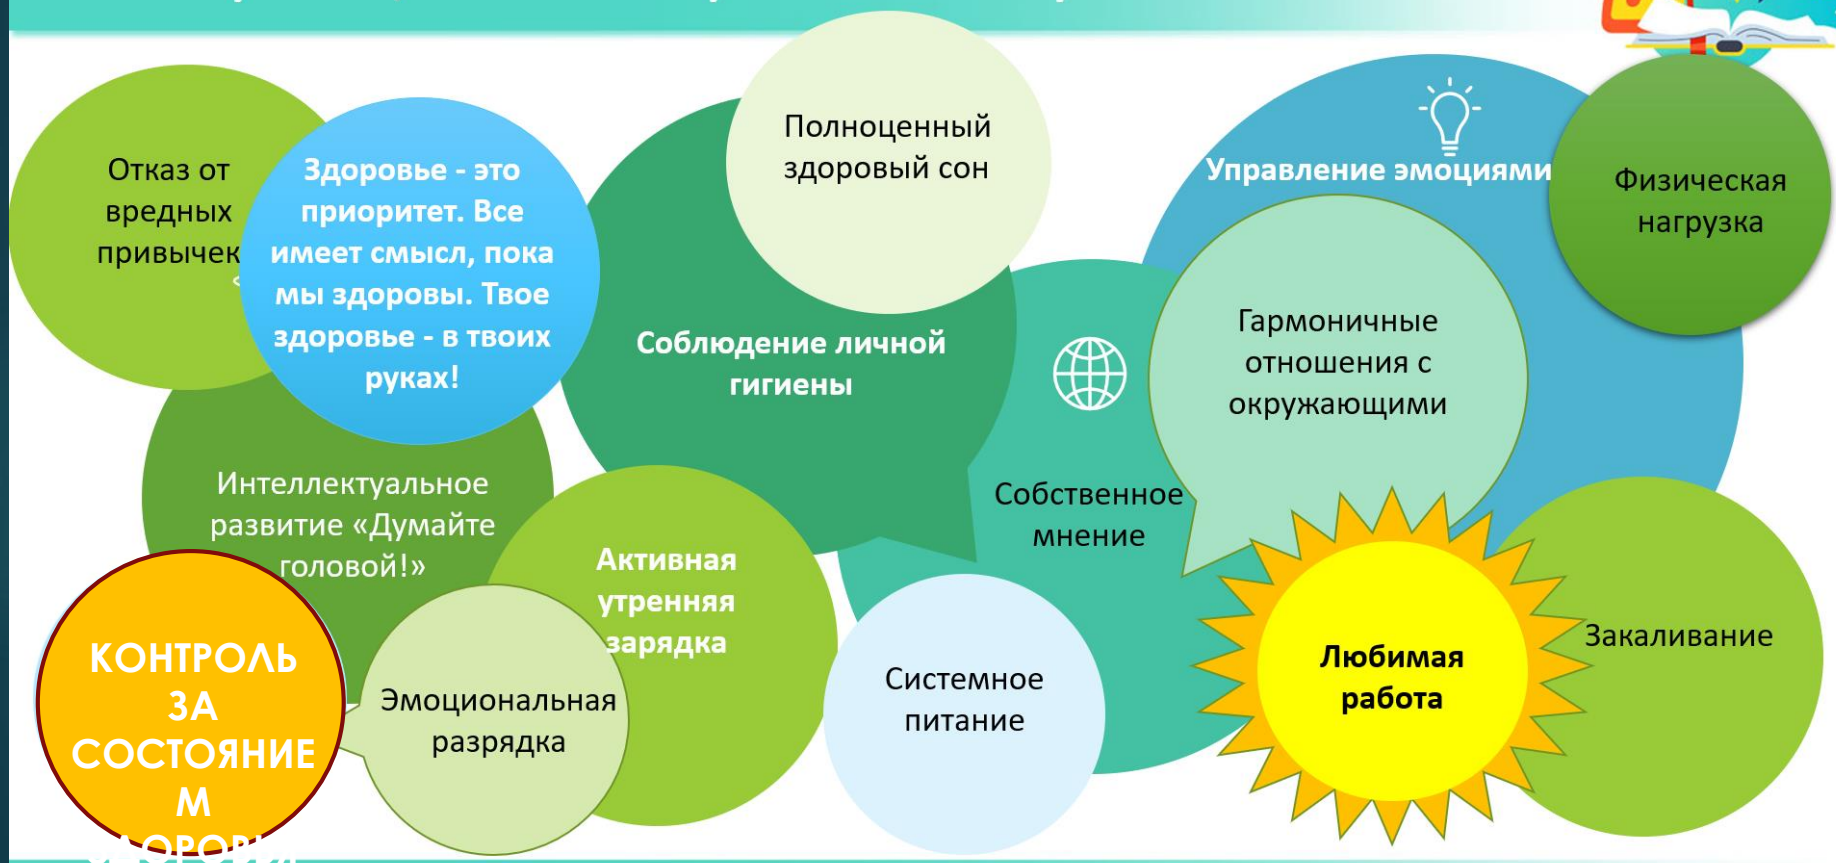 Отказ от
вредных
привычек
Здоровье - это
приоритет. Все
имеет смысл, пока
мы здоровы. Твое
здоровье - в твоих
руках!
Полноценный
здоровый сон
Соблюдение личной
гигиены
Управление эмоциями
Физическая
нагрузка
Гармоничные
отношения с
окружающими
Собственное
мнение
Интеллектуальное
развитие «Думайте
головой!»
Активная
утренняя
зарядка
КОНТРОЛЬ
ЗА
СОСТОЯНИЕ
М
ЗДОРОВЬЯ
Эмоциональная
разрядка
Системное
питание
Любимая
работа
Закаливание